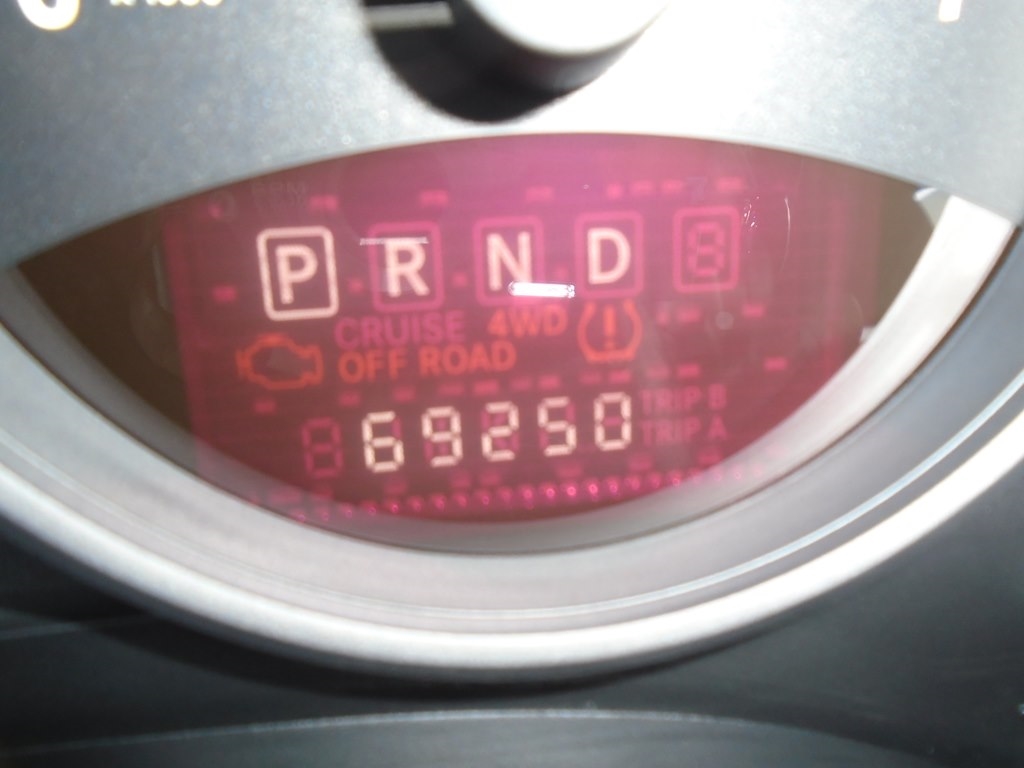 P R N D 8
CRUISE 4WD
OFF ROAD
TRIP B
69250
TRIP A